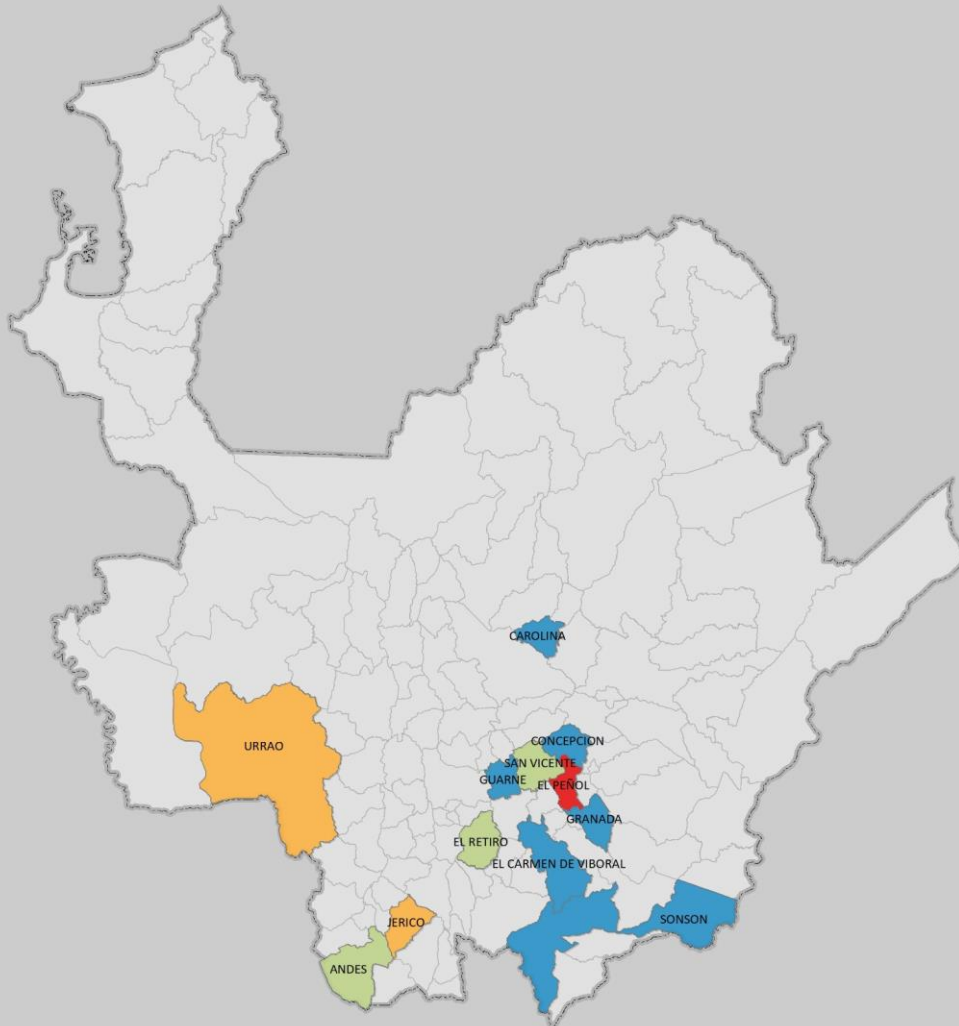 CAROLINA
CONCEPCION
URRAO
SAN VICENTE
GUARNE
EL PEÑOL
GRANADA
EL RETIRO
EL CARMEN DE VIBORAL
SONSON
JERICO
ANDES